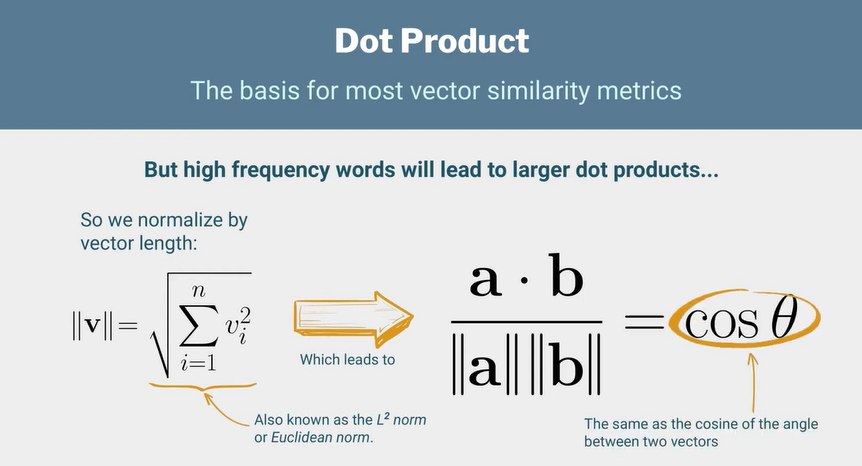 Dot Product
The basis for most vector similarity metrics
But high frequency words will lead to larger dot products...
So we normalize by
vector length:
‖v‖ = √(∑_{i=1}^{n} v_i^2)
Which leads to
a · b / ‖a‖ ‖b‖ = cos θ
Also known as the L² norm
or Euclidean norm.
The same as the cosine of the angle
between two vectors